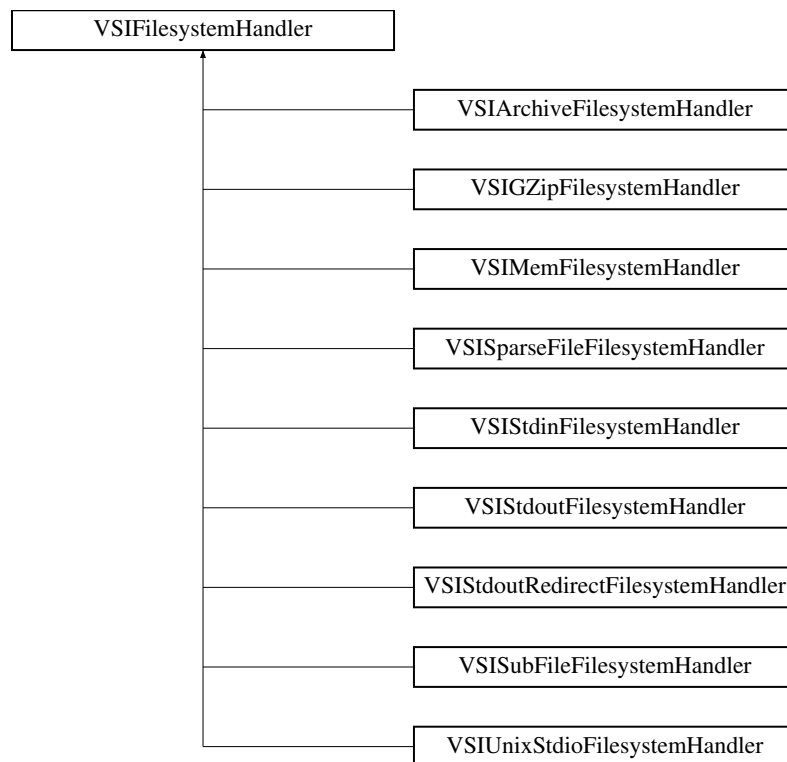 VSIFilesystemHandler
VSIArchiveFilesystemHandler
VSIGZipFilesystemHandler
VSIMemFilesystemHandler
VSISparseFileFilesystemHandler
VSIStdinFilesystemHandler
VSIStdoutFilesystemHandler
VSIStdoutRedirectFilesystemHandler
VSISubFileFilesystemHandler
VSIUnixStdioFilesystemHandler